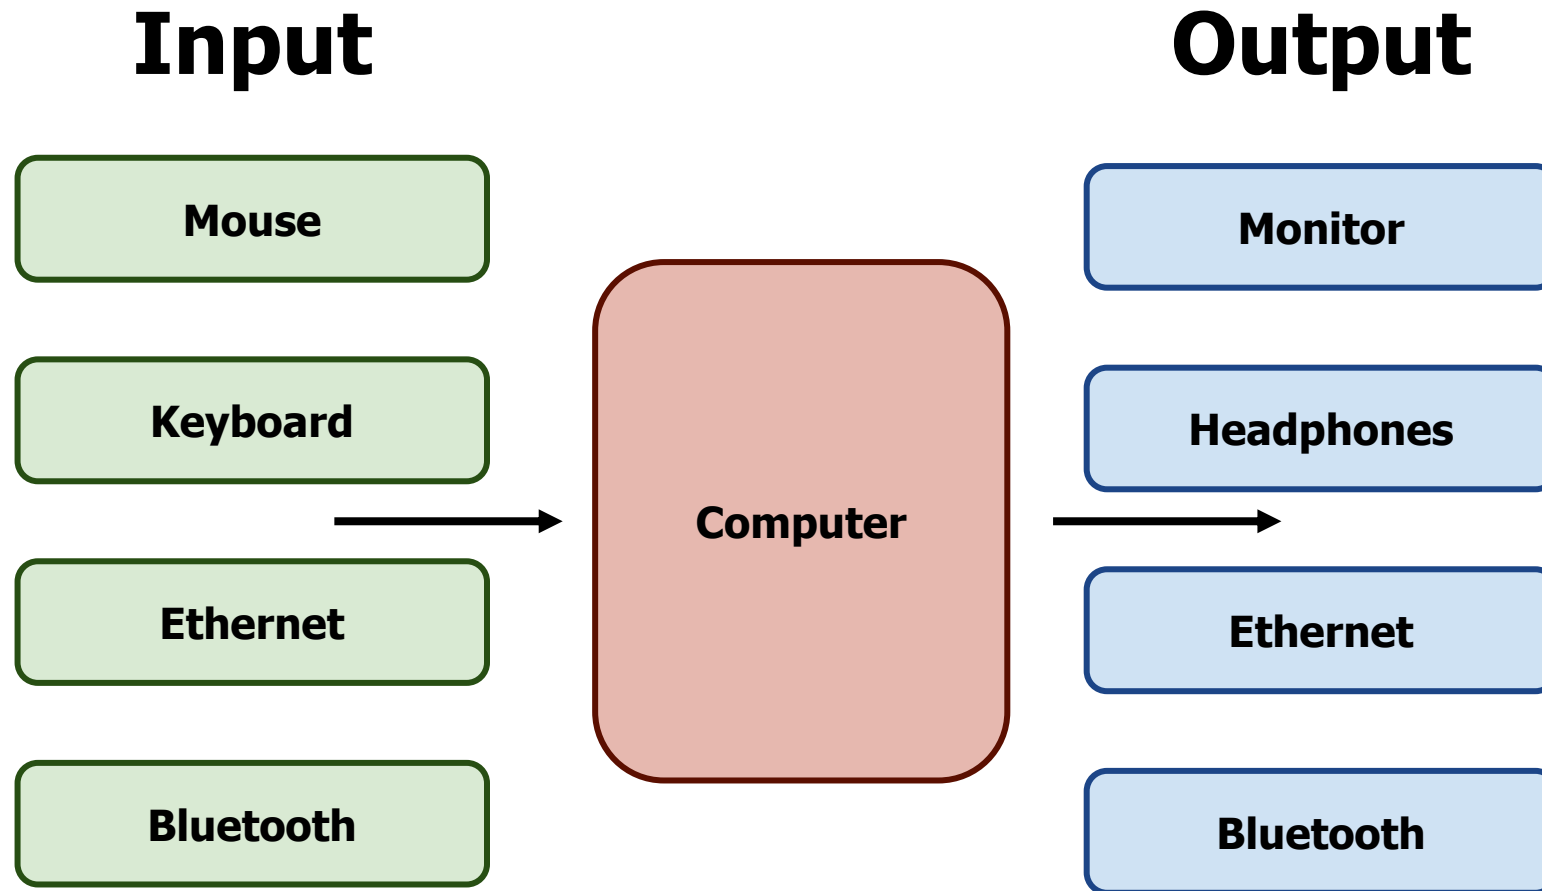 Input
Output
Mouse
Keyboard
Ethernet
Bluetooth
Computer
Monitor
Headphones
Ethernet
Bluetooth